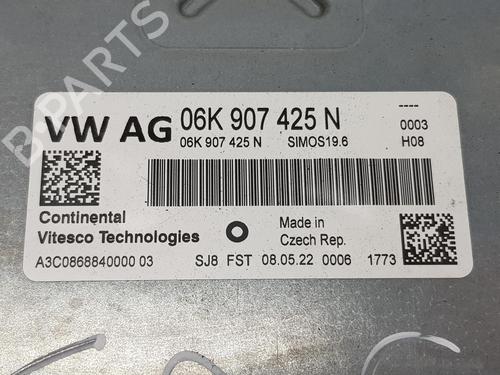 B-PARTS
VW AG 06K 907 425 N
----
06K 907 425 N SIMOS19.6 0003
H08
Continental
Vitesco Technologies
Made in
Czech Rep.
A3C0868840000 03 SJ8 FST 08.05.22 0006 1773